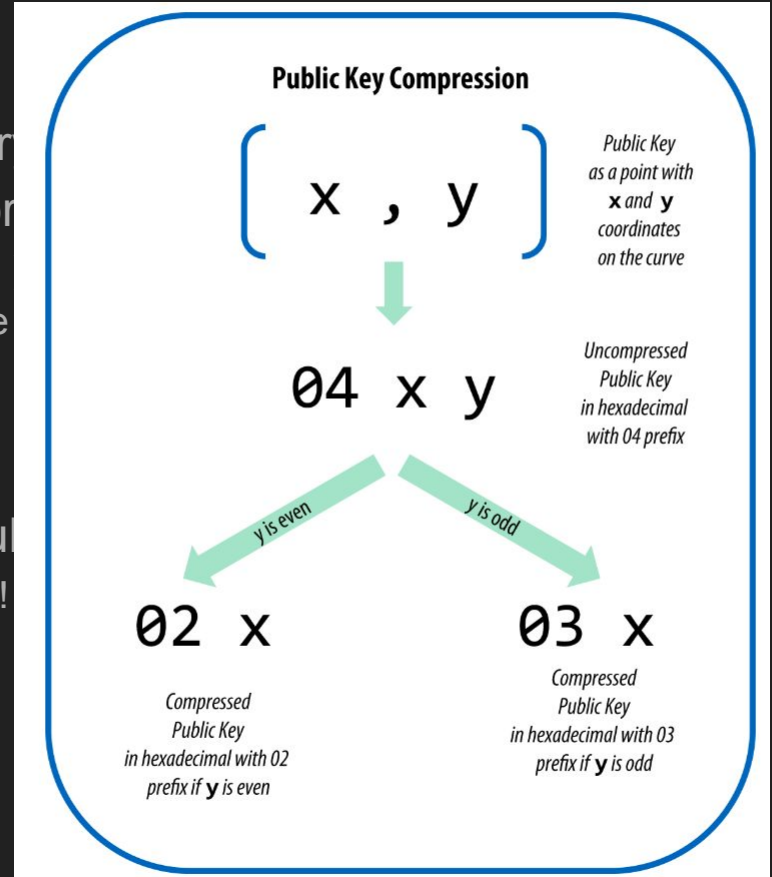 Public Key Compression
x , y
Public Key
as a point with
x and y
coordinates
on the curve
04 x y
Uncompressed
Public Key
in hexadecimal
with 04 prefix
y is even
y is odd
02 x
03 x
Compressed
Public Key
in hexadecimal with 02
prefix if y is even
Compressed
Public Key
in hexadecimal with 03
prefix if y is odd